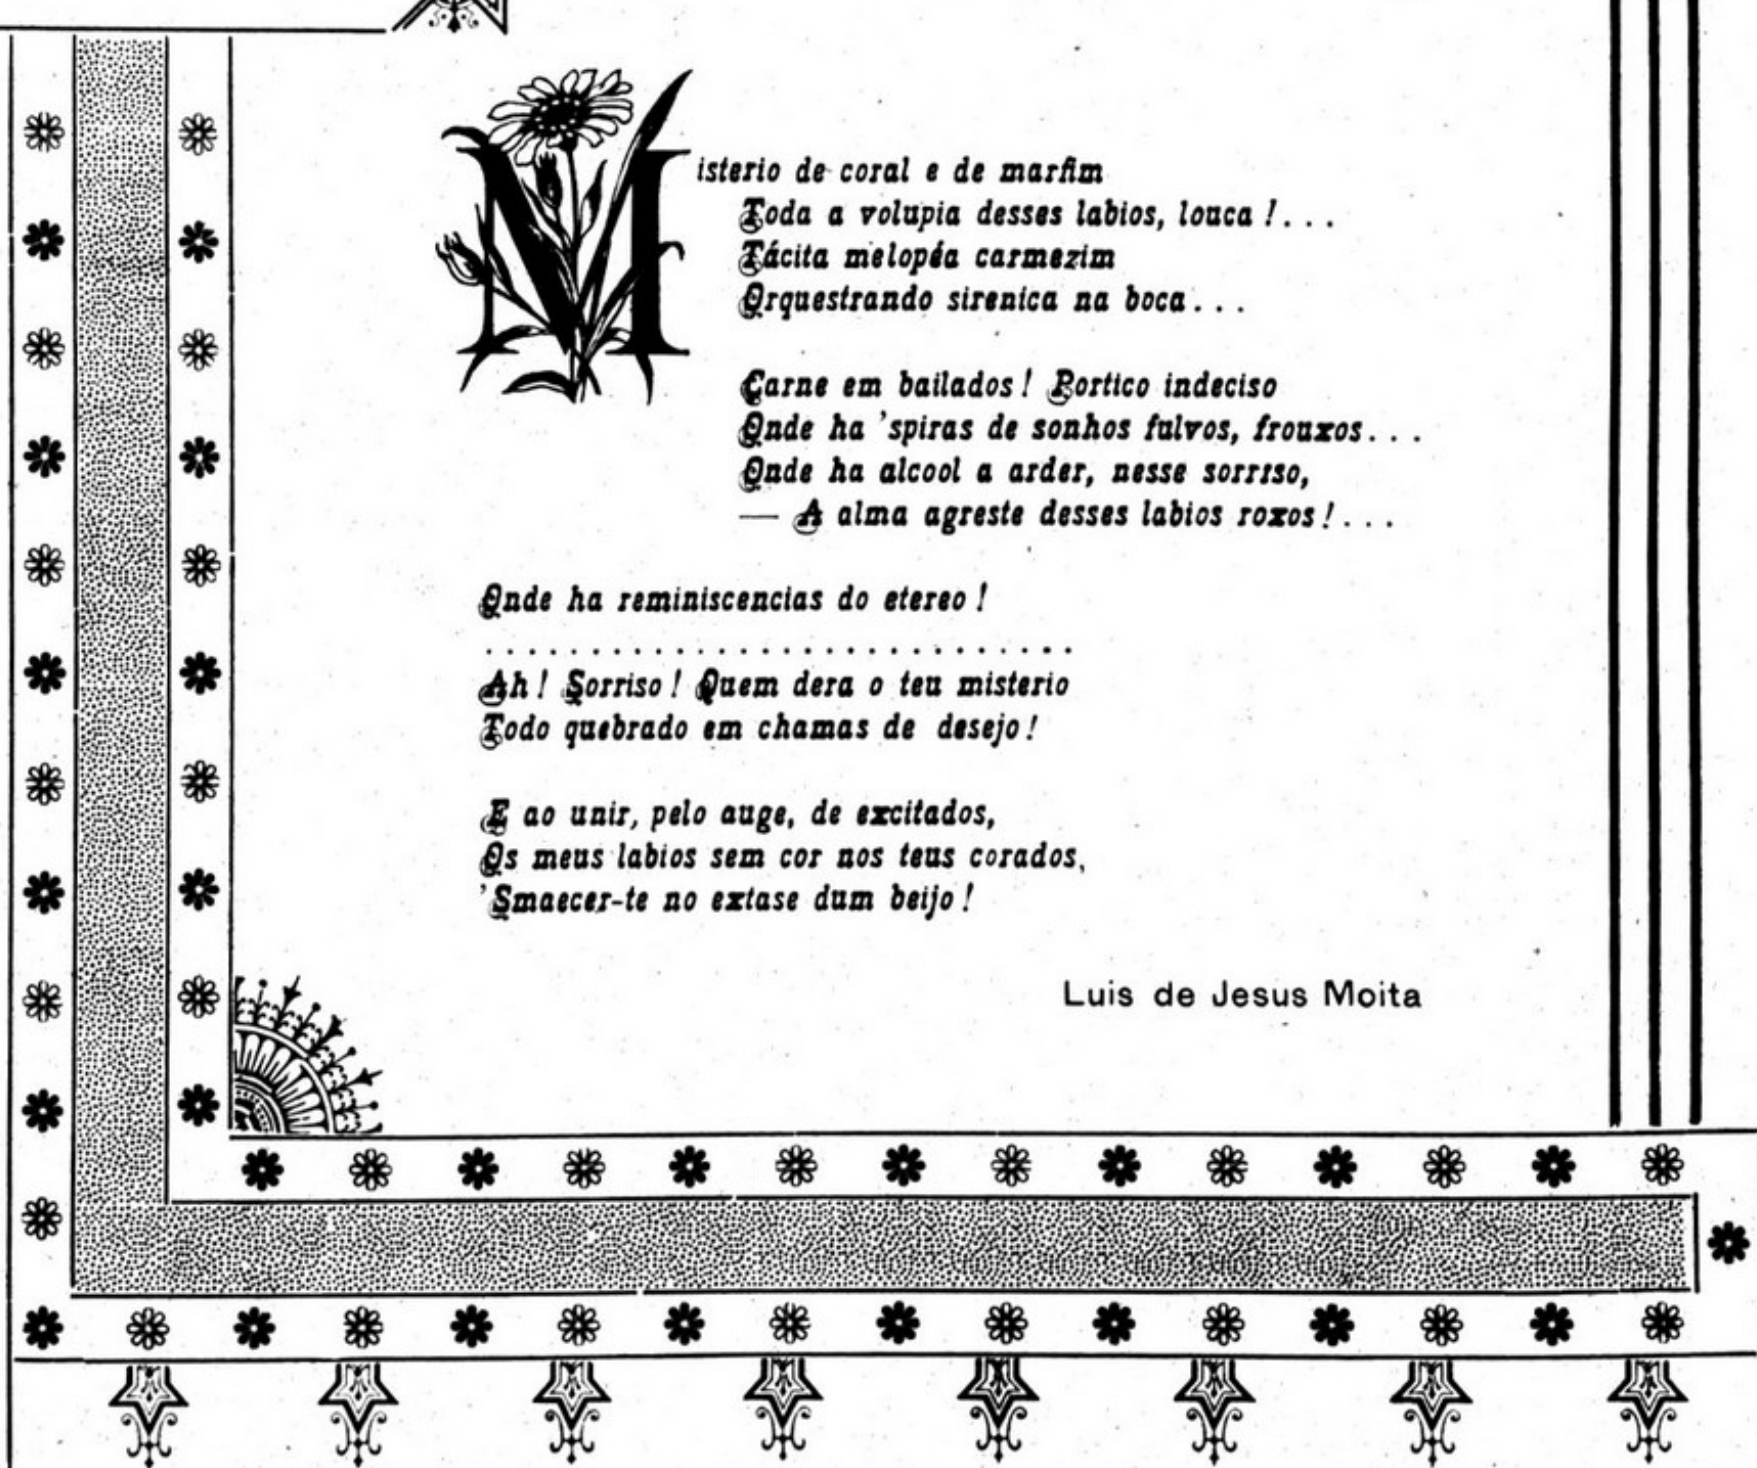 Misterio de coral e de marfim
Toda a volupia desses labios, louca !...
Tácita melopéa carmezim
Orquestrando sirenica na boca...
Carne em bailados ! Portico indeciso
Onde ha 'spiras de sonhos fulvos, frouxos...
Onde ha alcool a arder, nesse sorriso,
— A alma agreste desses labios roxos !...
Onde ha reminiscencias do etereo !
..............................
Ah ! Sorriso ! Quem dera o teu misterio
Todo quebrado em chamas de desejo !
E ao unir, pelo auge, de excitados,
Os meus labios sem cor nos teus corados,
'Smaecer-te no extase dum beijo !
Luis de Jesus Moita